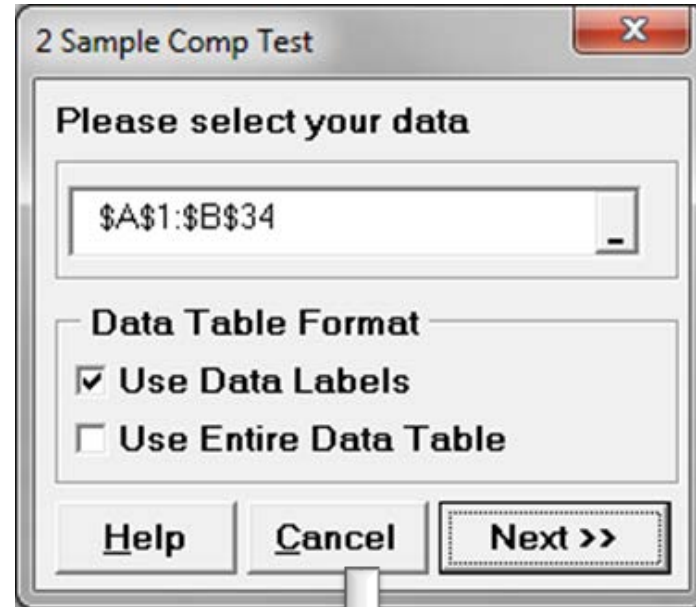 2 Sample Comp Test
Please select your data
$A$1:$B$34
Data Table Format
Use Data Labels
Use Entire Data Table
Help Cancel Next >>